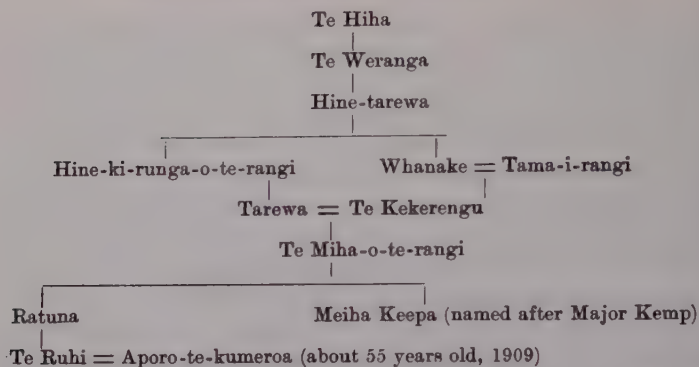 Te Hiha
Te Weranga
Hine-tarewa
Hine-ki-runga-o-te-rangi Whanake = Tama-i-rangi
Tarewa = Te Kekerengu
Te Miha-o-te-rangi
Ratuna Meiha Keepa (named after Major Kemp)
Te Ruhi = Aporo-te-kumeroa (about 55 years old, 1909)